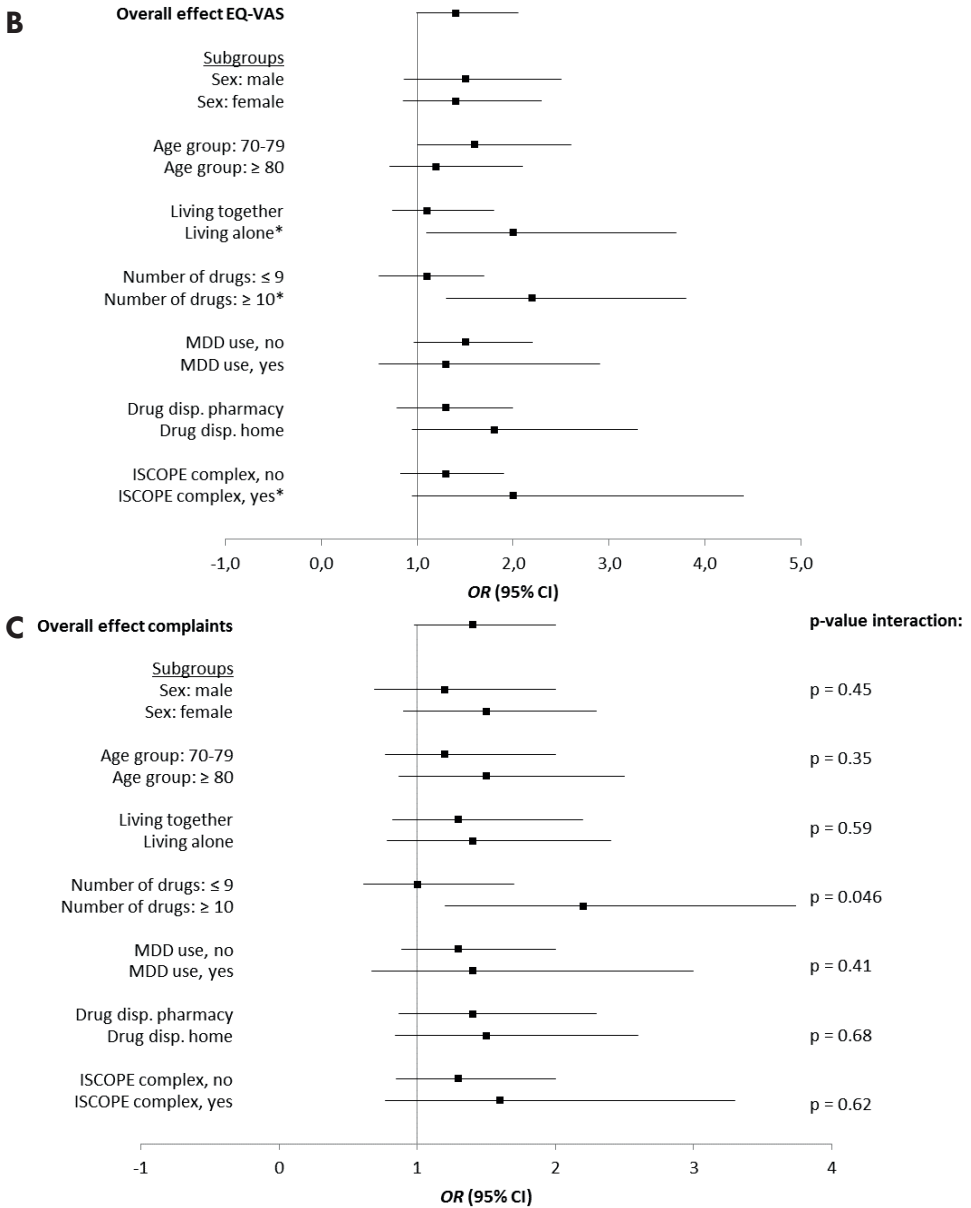 B
Overall effect EQ-VAS
Subgroups
Sex: male
Sex: female
Age group: 70-79
Age group: ≥ 80
Living together
Living alone*
Number of drugs: ≤ 9
Number of drugs: ≥ 10*
MDD use, no
MDD use, yes
Drug disp. pharmacy
Drug disp. home
ISCOPE complex, no
ISCOPE complex, yes*
-1,0 0,0 1,0 2,0 3,0 4,0 5,0
OR (95% CI)
C Overall effect complaints p-value interaction:
Subgroups
Sex: male p = 0.45
Sex: female
Age group: 70-79 p = 0.35
Age group: ≥ 80
Living together p = 0.59
Living alone
Number of drugs: ≤ 9 p = 0.046
Number of drugs: ≥ 10
MDD use, no p = 0.41
MDD use, yes
Drug disp. pharmacy
Drug disp. home p = 0.68
ISCOPE complex, no
ISCOPE complex, yes p = 0.62
-1 0 1 2 3 4
OR (95% CI)